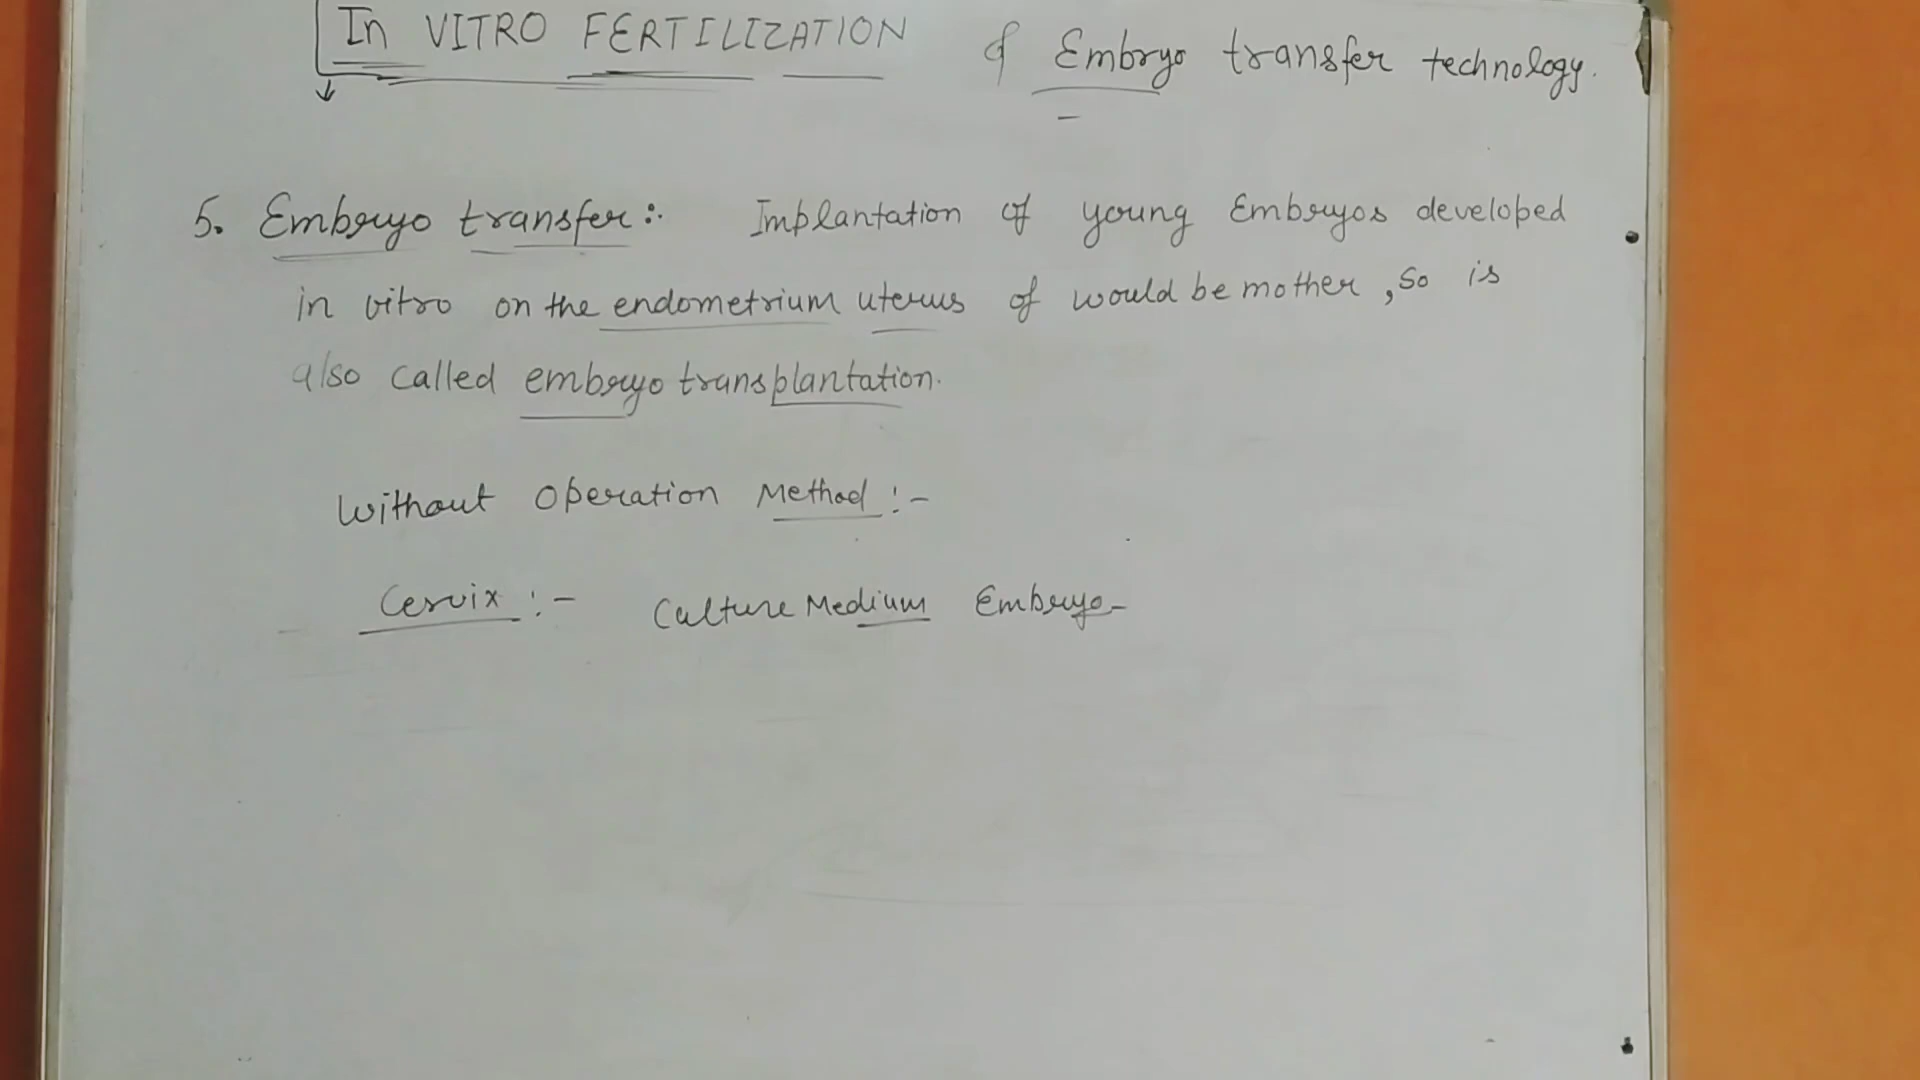 In VITRO FERTILIZATION & Embryo transfer technology.
5. Embryo transfer :- Implantation of young Embryos developed
in vitro on the endometrium uterus of would be mother, so is
also called embryo transplantation.
Without Operation Method :-
Cervix :- Culture Medium Embryo-